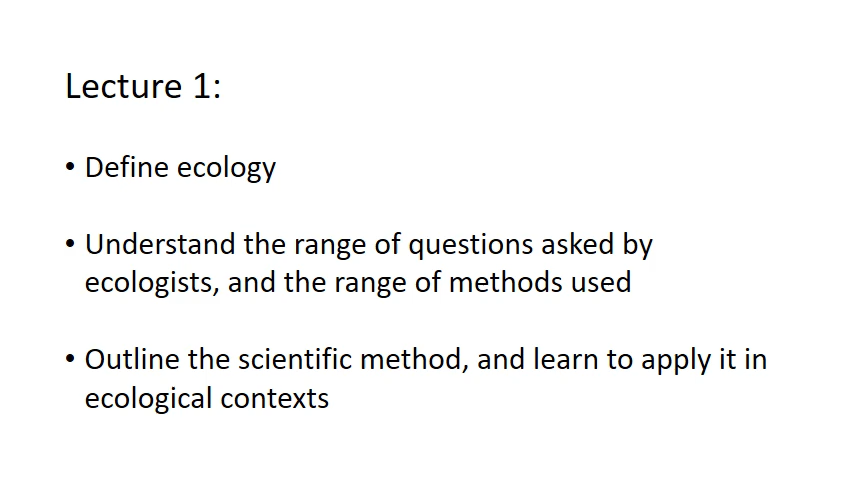 Lecture 1:
• Define ecology
• Understand the range of questions asked by
ecologists, and the range of methods used
• Outline the scientific method, and learn to apply it in
ecological contexts